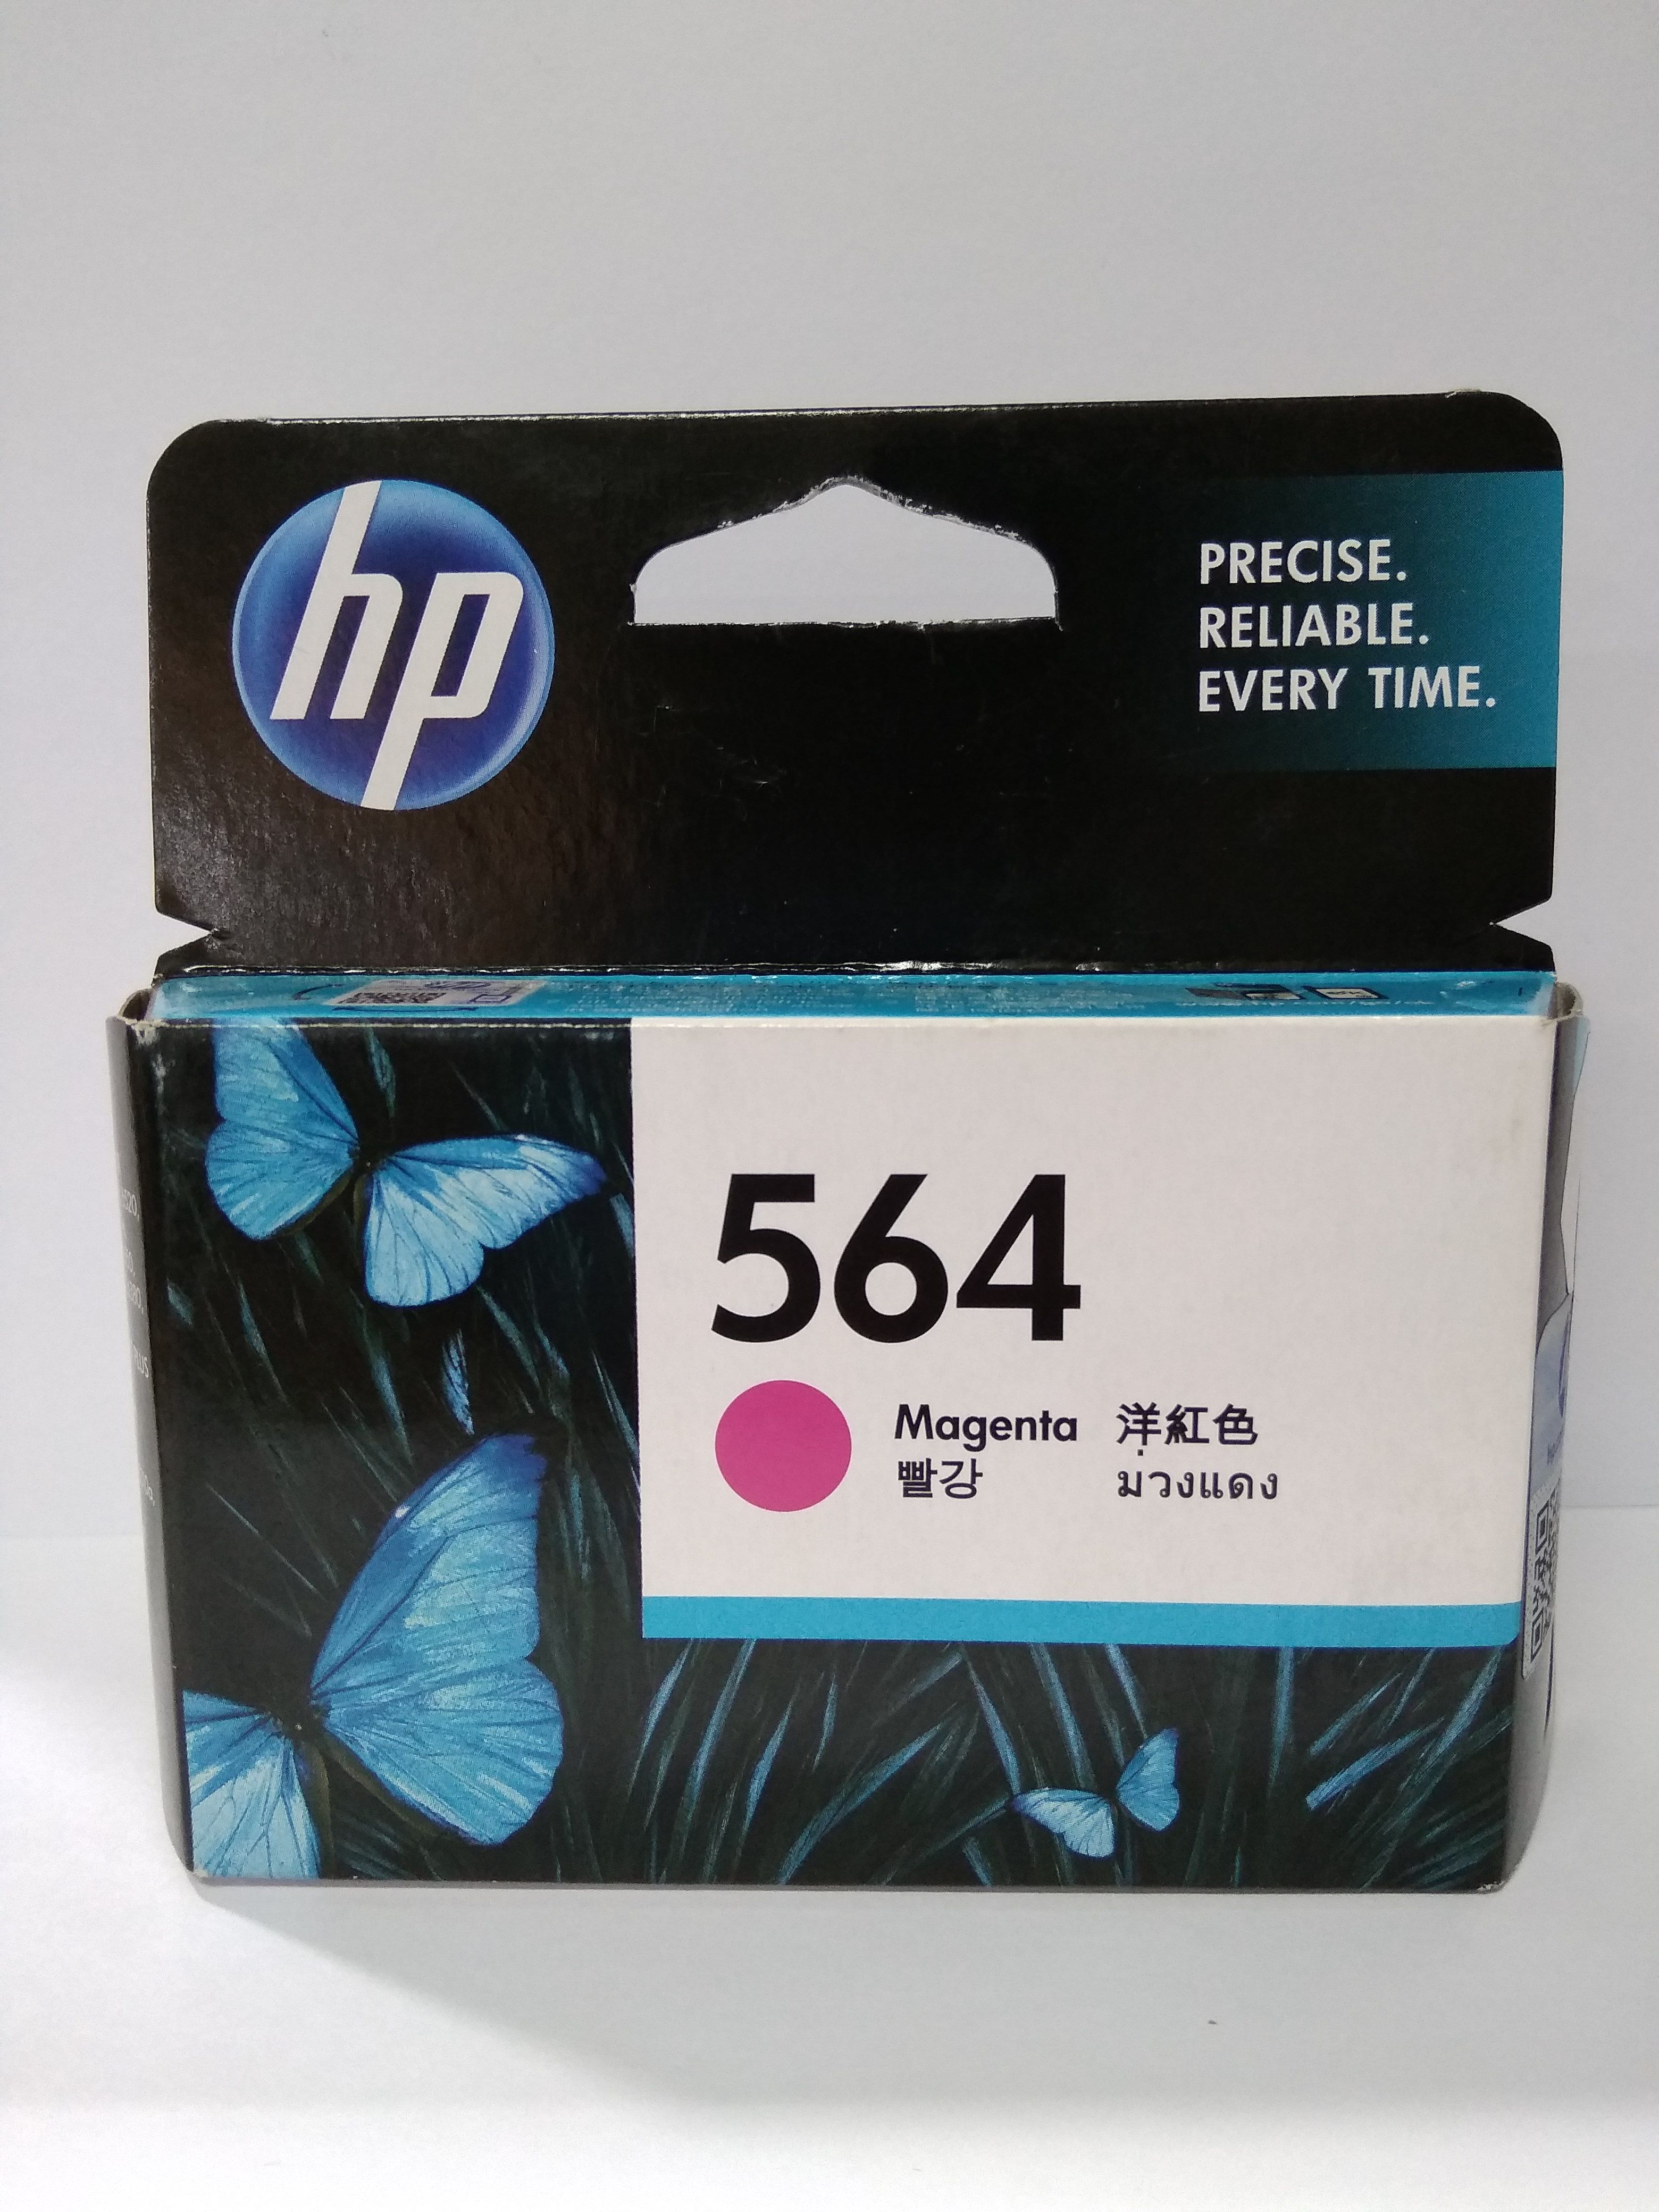 hp
PRECISE.
RELIABLE.
EVERY TIME.
564
Magenta 洋紅色
빨강 ม่วงแดง